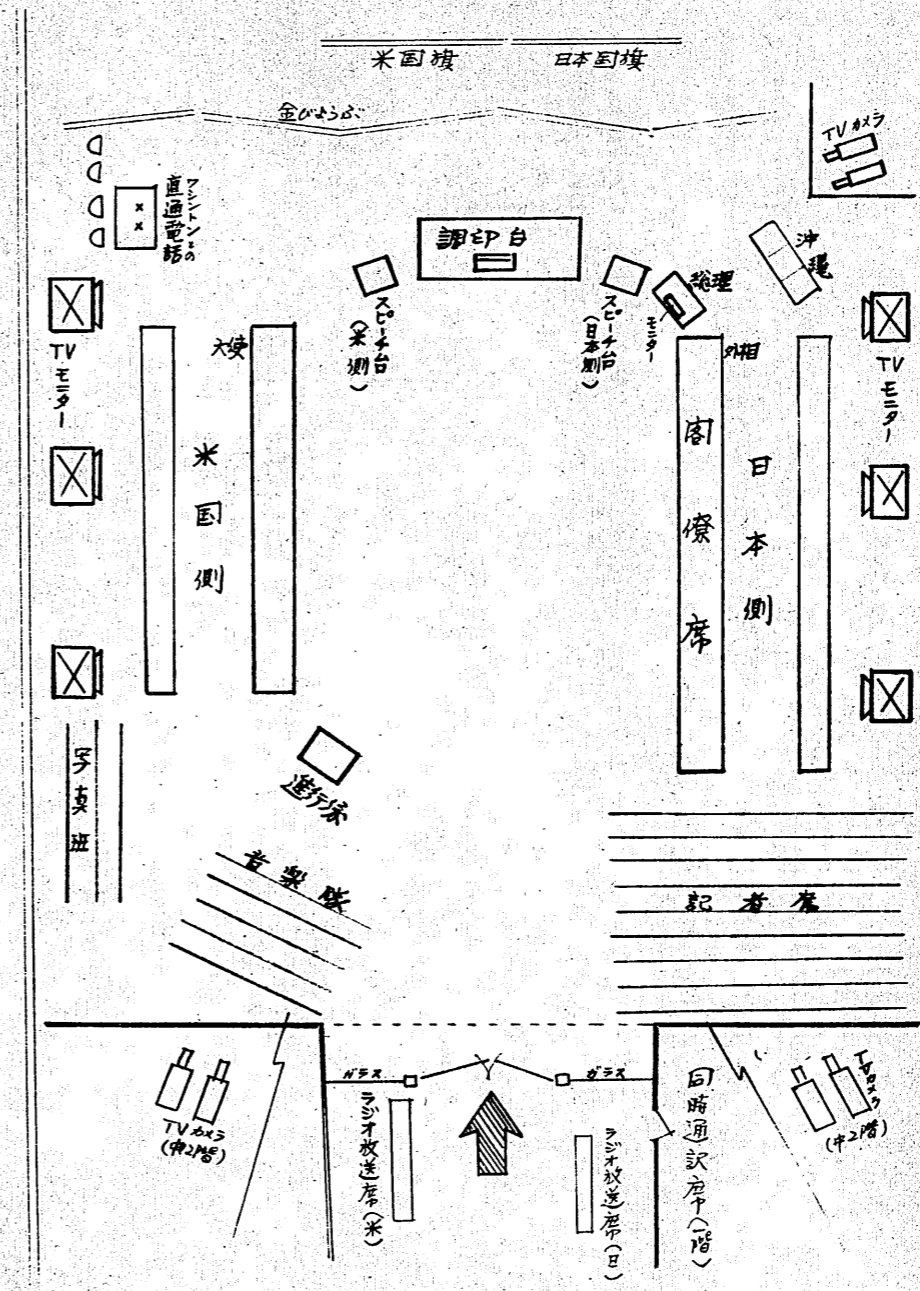 米国旗
日本国旗
金びょうぶ
TVカメラ
ワシントンとの
直通電話
調印台
スピーチ台
(米側)
スピーチ台
(日本側)
総理
モニター
沖縄
TVモニター
大使
米国側
外相
閣僚席
日本側
TVモニター
写真班
進行係
音楽隊
記者席
ガラス
ガラス
TVカメラ
(中2階)
ラジオ放送席(米)
ラジオ放送席(日)
同時通訳席(一階)
TVカメラ
(中2階)